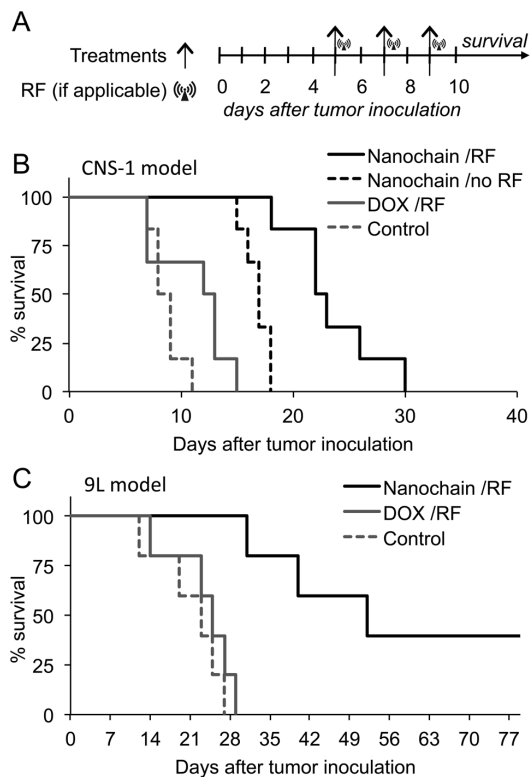 A
Treatments
RF (if applicable)
survival
0 2 4 6 8 10
days after tumor inoculation
B
CNS-1 model
Nanochain /RF
Nanochain /no RF
DOX /RF
Control
% survival
100
75
50
25
0
0 10 20 30 40
Days after tumor inoculation
C
9L model
Nanochain /RF
DOX /RF
Control
% survival
100
75
50
25
0
0 7 14 21 28 35 42 49 56 63 70 77
Days after tumor inoculation